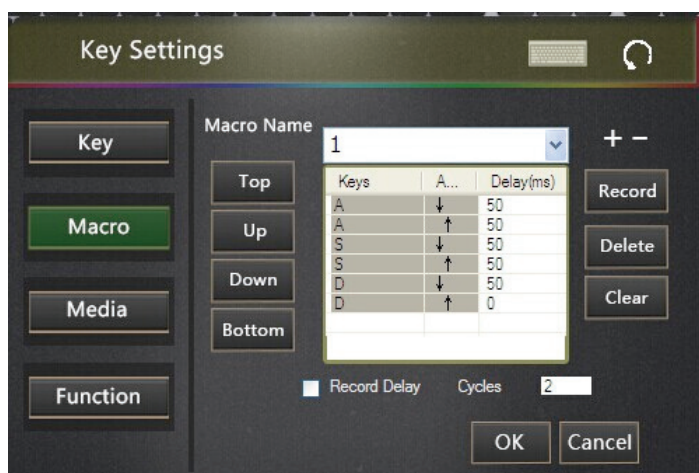 Key Settings
Key
Macro
Media
Function
Macro Name
1
+ −
Top
Up
Down
Bottom
Keys A... Delay(ms)
A ↓ 50
A ↑ 50
S ↓ 50
S ↑ 50
D ↓ 50
D ↑ 0
Record
Delete
Clear
Record Delay Cycles 2
OK Cancel